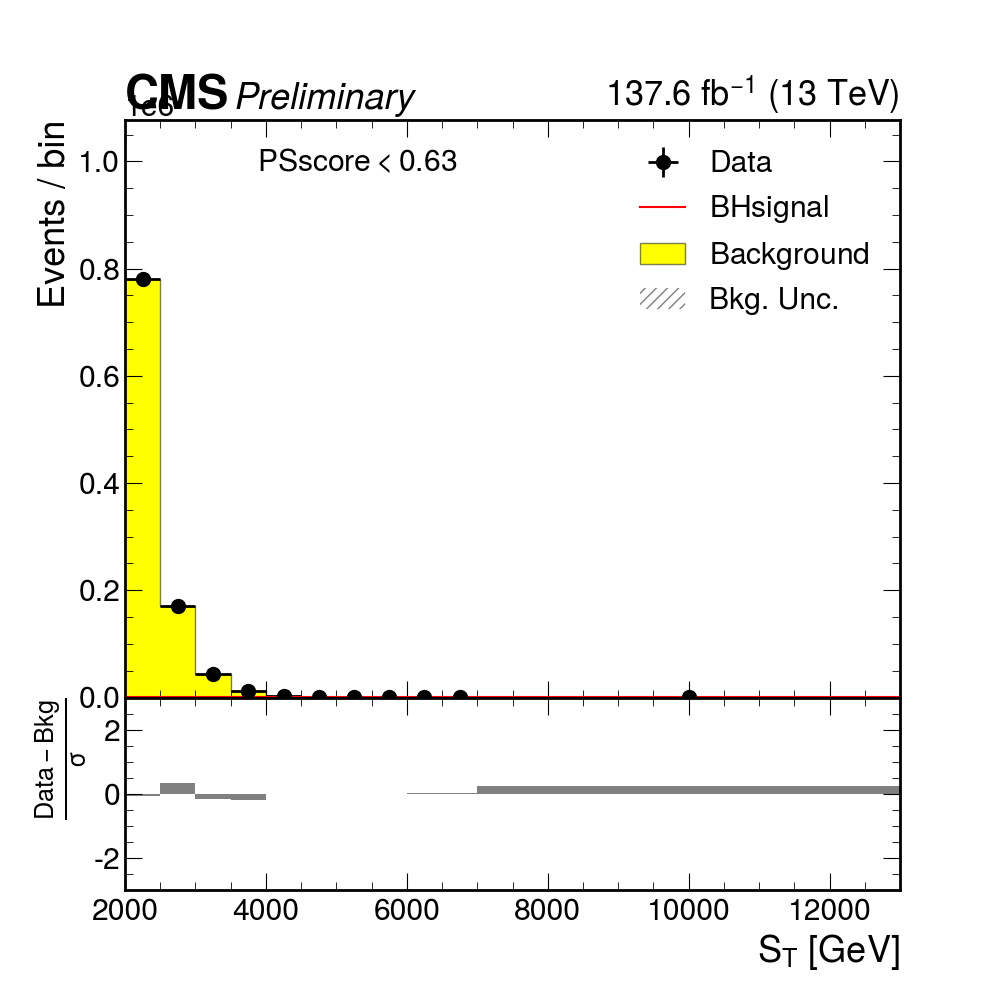 CMS Preliminary 137.6 fb⁻¹ (13 TeV)
1e6
Events / bin
PSscore < 0.63
Data
BHsignal
Background
Bkg. Unc.
1.0
0.8
0.6
0.4
0.2
0.0
Data – Bkg
σ
2
0
-2
2000 4000 6000 8000 10000 12000
S_T [GeV]